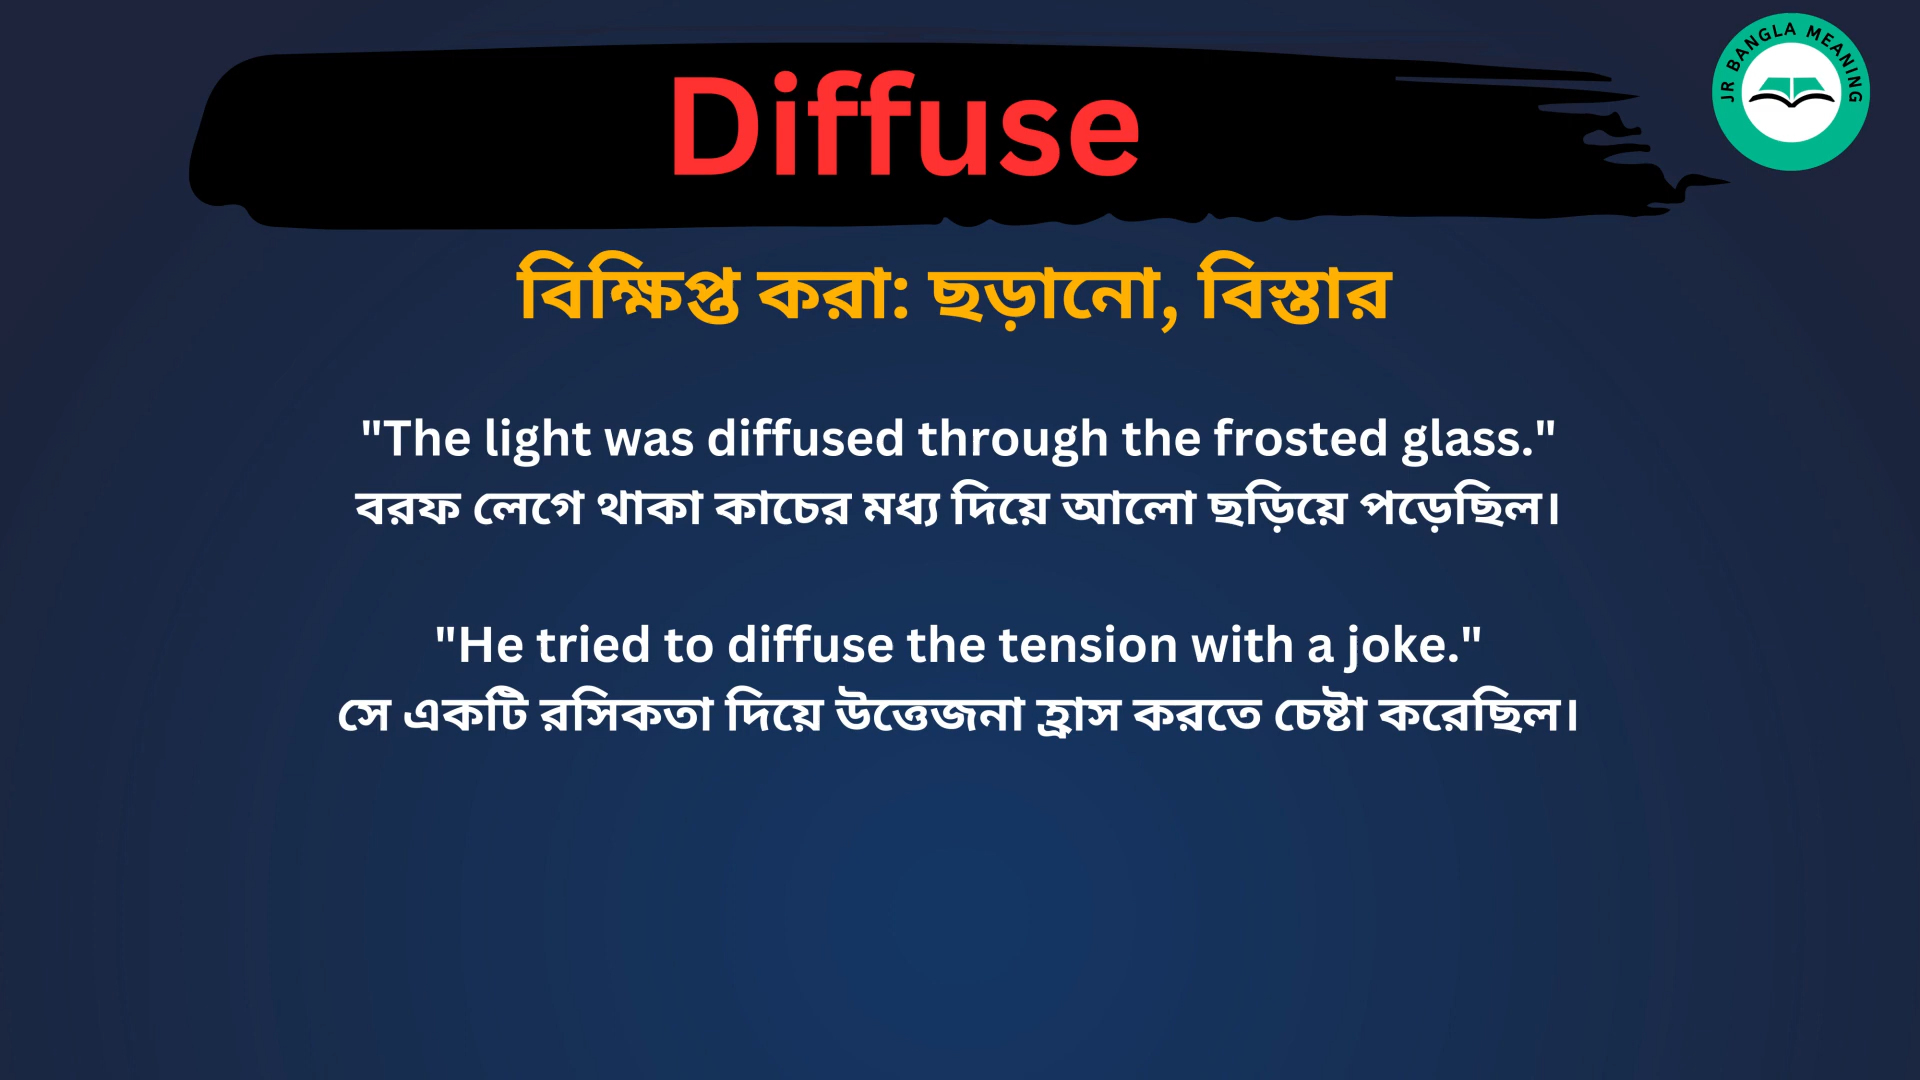 JR BANGLA MEANING
Diffuse
বিক্ষিপ্ত করা: ছড়ানো, বিস্তার
"The light was diffused through the frosted glass."
বরফ লেগে থাকা কাচের মধ্য দিয়ে আলো ছড়িয়ে পড়েছিল।
"He tried to diffuse the tension with a joke."
সে একটি রসিকতা দিয়ে উত্তেজনা হ্রাস করতে চেষ্টা করেছিল।